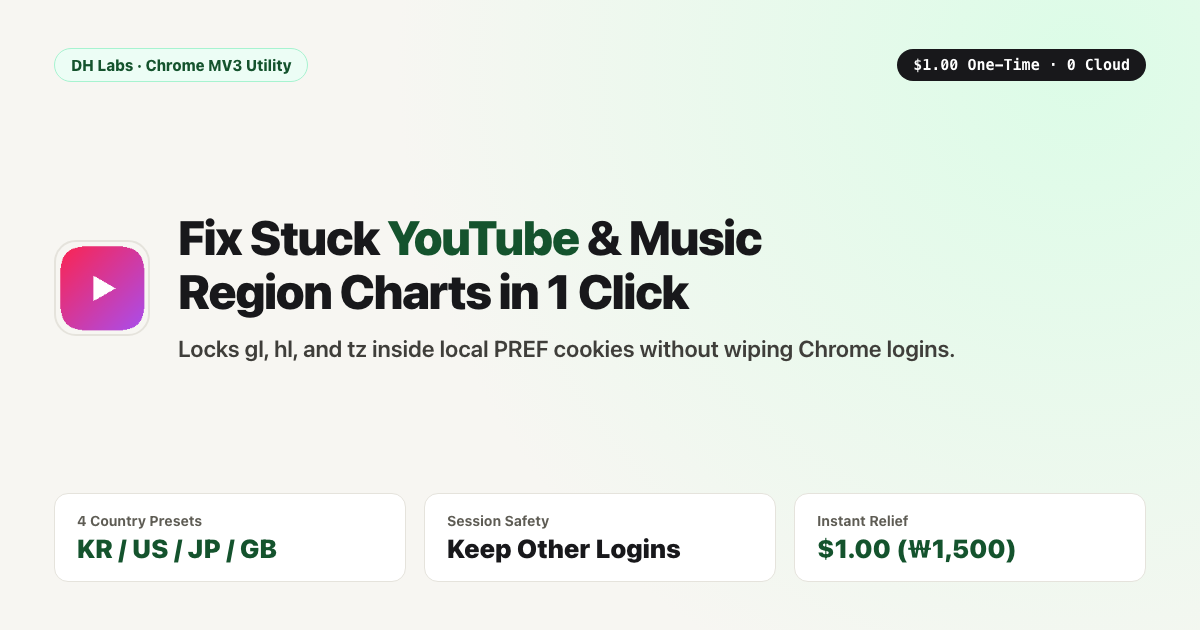 DH Labs · Chrome MV3 Utility
$1.00 One−Time · 0 Cloud
Fix Stuck YouTube & Music
Region Charts in 1 Click
Locks gl, hl, and tz inside local PREF cookies without wiping Chrome logins.
4 Country Presets
KR / US / JP / GB
Session Safety
Keep Other Logins
Instant Relief
$1.00 (₩1,500)